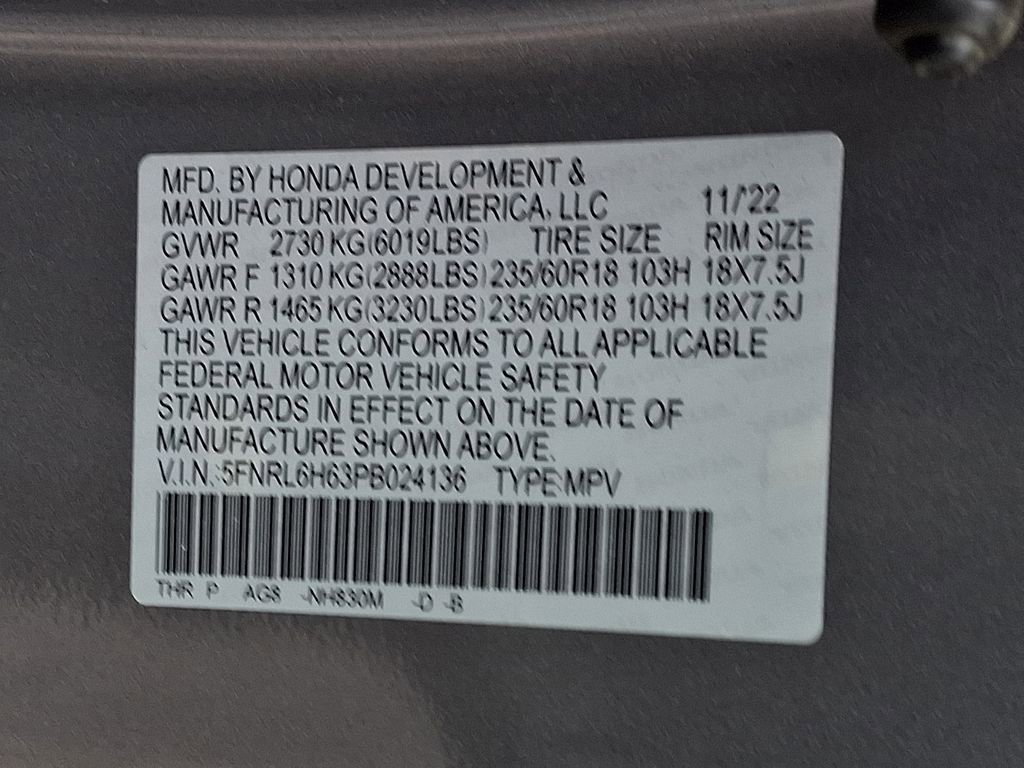 MFD. BY HONDA DEVELOPMENT &
MANUFACTURING OF AMERICA, LLC 11/22
GVWR 2730 KG(6019LBS) TIRE SIZE RIM SIZE
GAWR F 1310 KG(2888LBS) 235/60R18 103H 18X7.5J
GAWR R 1465 KG(3230LBS) 235/60R18 103H 18X7.5J
THIS VEHICLE CONFORMS TO ALL APPLICABLE
FEDERAL MOTOR VEHICLE SAFETY
STANDARDS IN EFFECT ON THE DATE OF
MANUFACTURE SHOWN ABOVE.
V.I.N.:5FNRL6H63PB024136 TYPE:MPV
THR P AG8 -NH830M -D -B